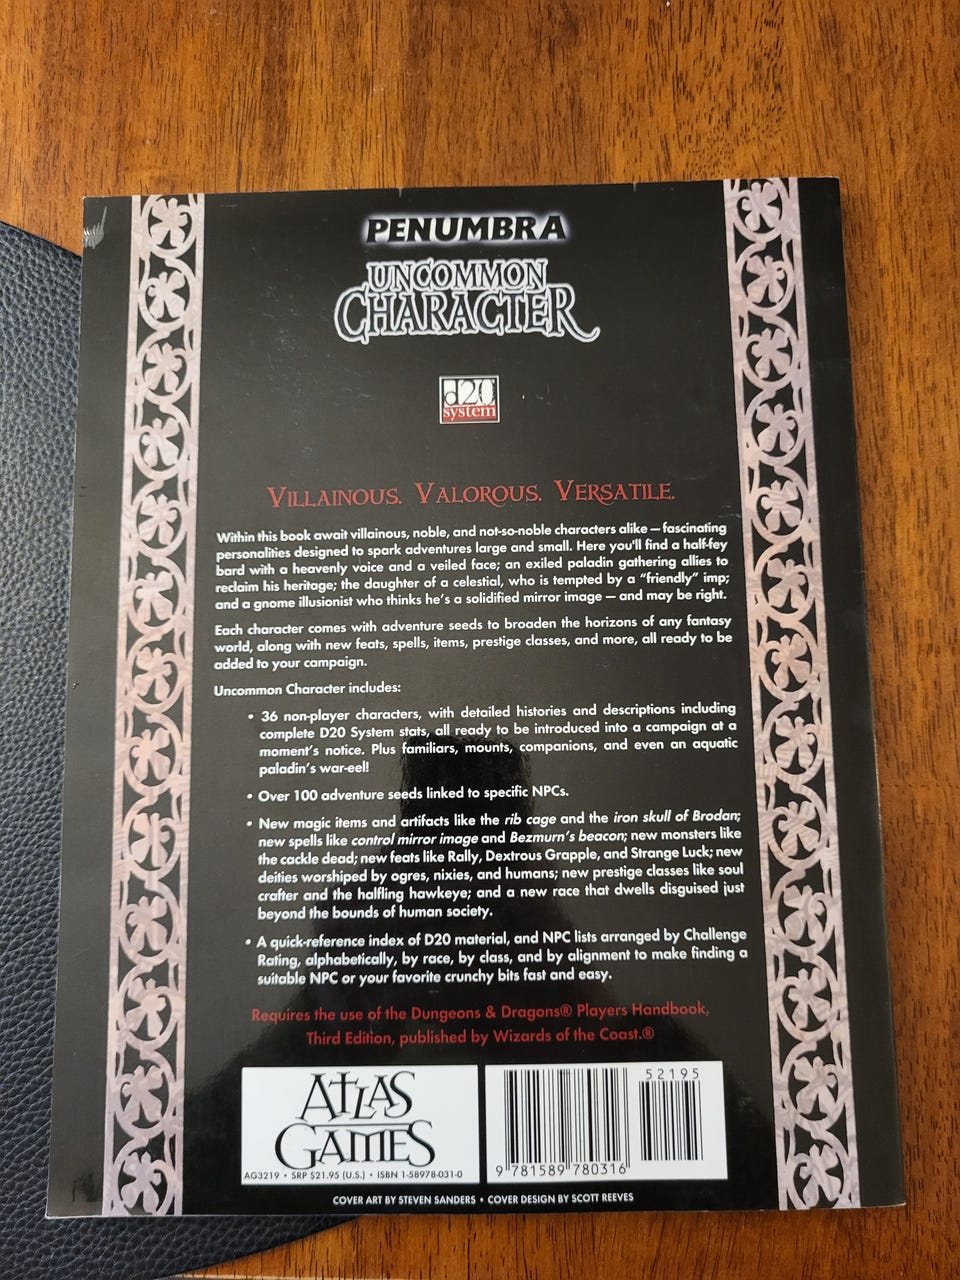 PENUMBRA
UNCOMMON
CHARACTER
d20
system
VILLAINOUS. VALOROUS. VERSATILE.
Within this book await villainous, noble, and not-so-noble characters alike — fascinating
personalities designed to spark adventures large and small. Here you'll find a half-fey
bard with a heavenly voice and a veiled face; an exiled paladin gathering allies to
reclaim his heritage; the daughter of a celestial, who is tempted by a “friendly” imp;
and a gnome illusionist who thinks he's a solidified mirror image — and may be right.
Each character comes with adventure seeds to broaden the horizons of any fantasy
world, along with new feats, spells, items, prestige classes, and more, all ready to be
added to your campaign.
Uncommon Character includes:
• 36 non-player characters, with detailed histories and descriptions including
complete D20 System stats, all ready to be introduced into a campaign at a
moment's notice. Plus familiars, mounts, companions, and even an aquatic
paladin's war-eel!
• Over 100 adventure seeds linked to specific NPCs.
• New magic items and artifacts like the rib cage and the iron skull of Brodan;
new spells like control mirror image and Bezmurn's beacon; new monsters like
the cackle dead; new feats like Rally, Dextrous Grapple, and Strange Luck; new
deities worshiped by ogres, nixies, and humans; new prestige classes like soul
crafter and the halfling hawkeye; and a new race that dwells disguised just
beyond the bounds of human society.
• A quick-reference index of D20 material, and NPC lists arranged by Challenge
Rating, alphabetically, by race, by class, and by alignment to make finding a
suitable NPC or your favorite crunchy bits fast and easy.
Requires the use of the Dungeons & Dragons® Players Handbook,
Third Edition, published by Wizards of the Coast.®
ATLAS
GAMES
AG3219 • SRP $21.95 (U.S.) • ISBN 1-58978-031-0
52195
9 781589 780316
COVER ART BY STEVEN SANDERS • COVER DESIGN BY SCOTT REEVES